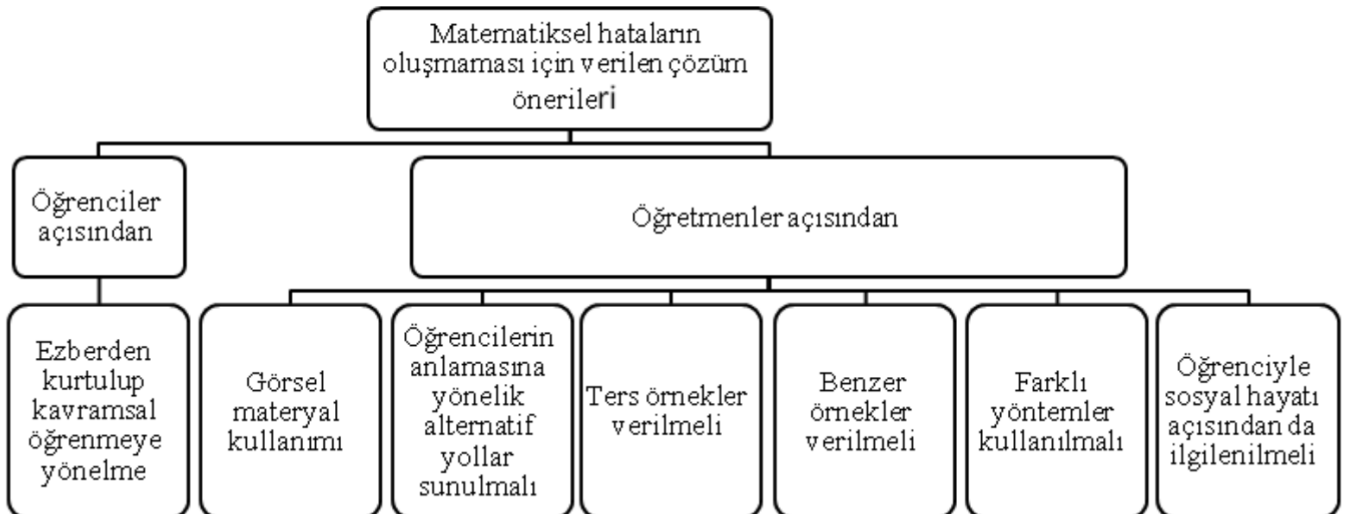 Matematiksel hataların
oluşmaması için verilen çözüm
önerileri
Öğrenciler
açısından
Öğretmenler açısından
Ezberden
kurtulup
kavramsal
öğrenmeye
yönelme
Görsel
materyal
kullanımı
Öğrencilerin
anlamasına
yönelik
alternatif
yollar
sunulmalı
Ters örnekler
verilmeli
Benzer
örnekler
verilmeli
Farklı
yöntemler
kullanılmalı
Öğrenciyle
sosyal hayatı
açısından da
ilgilenilmeli